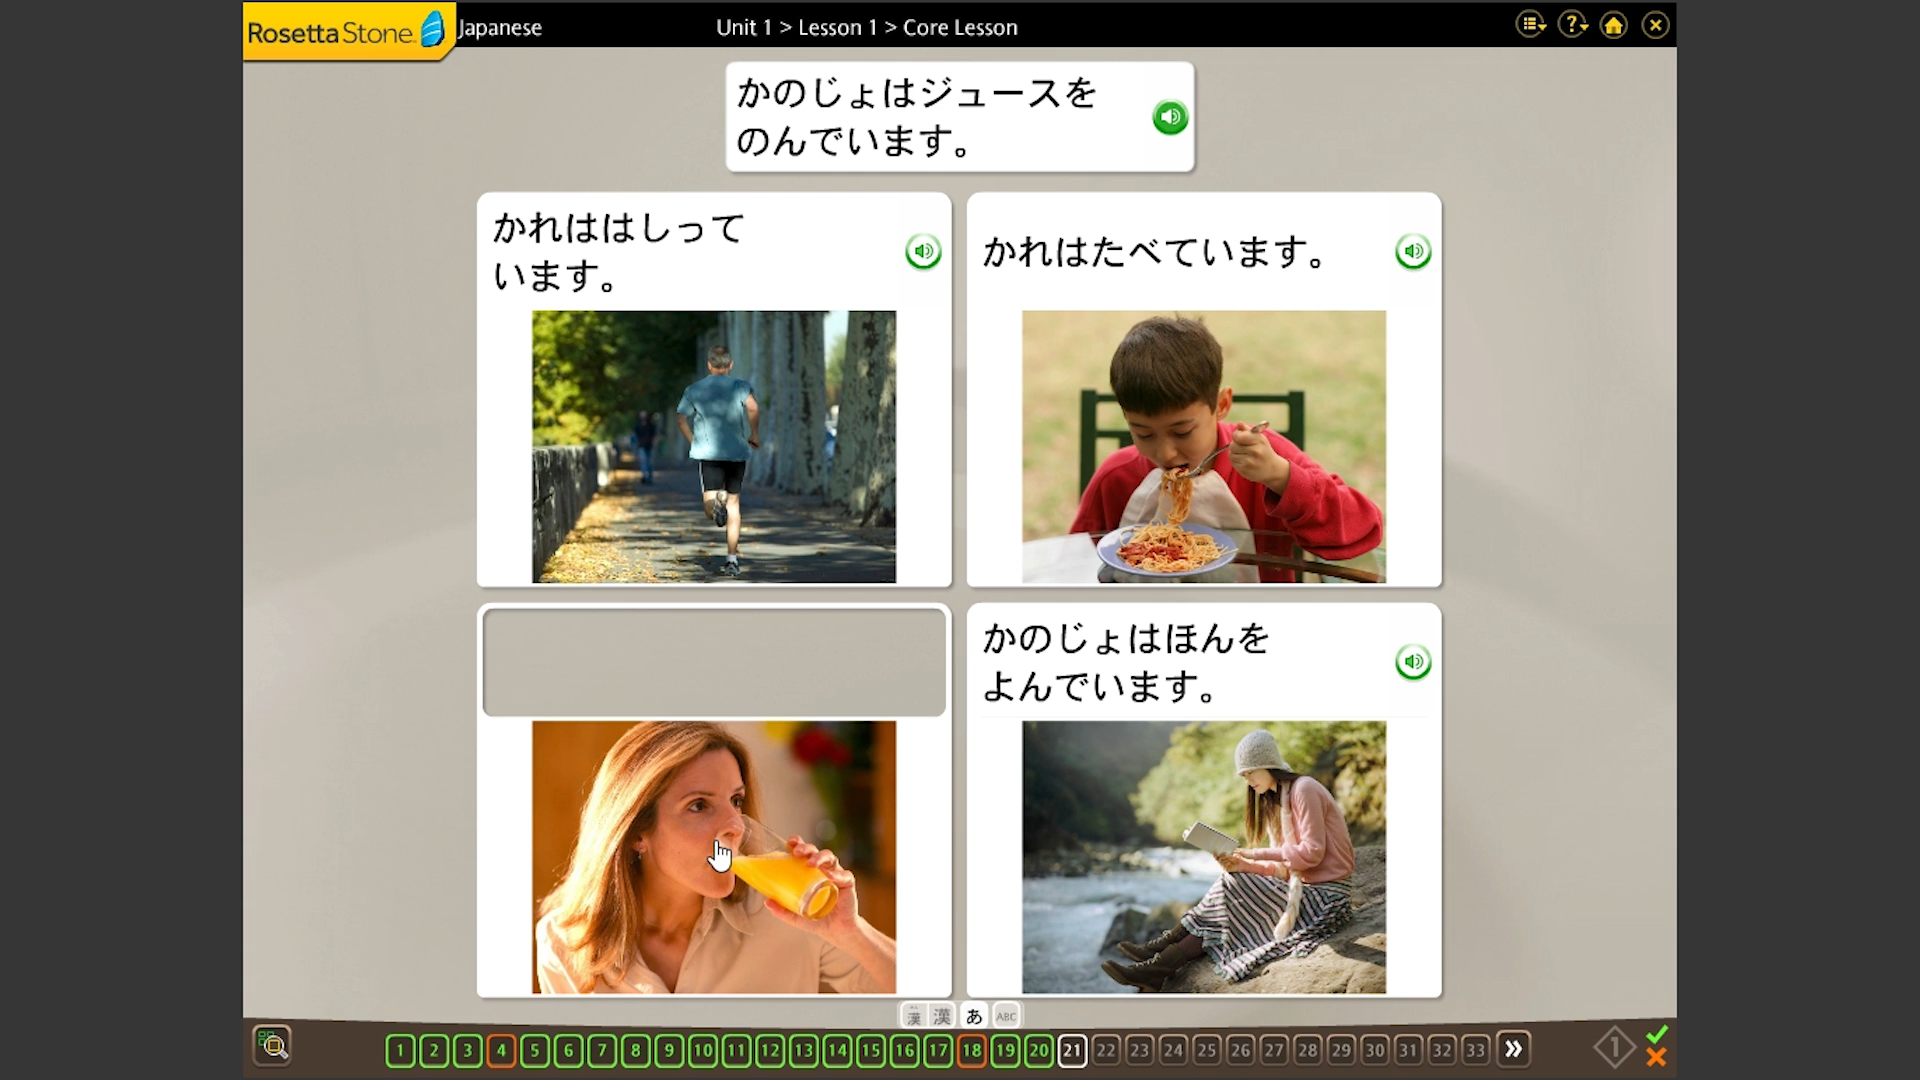 RosettaStone
Japanese
Unit 1 > Lesson 1 > Core Lesson
かのじょはジュースを
のんでいます。
かれははしって
います。
かれはたべています。
かのじょはほんを
よんでいます。
漢 漢 あ ABC
1 2 3 4 5 6 7 8 9 10 11 12 13 14 15 16 17 18 19 20 21 22 23 24 25 26 27 28 29 30 31 32 33 »
1